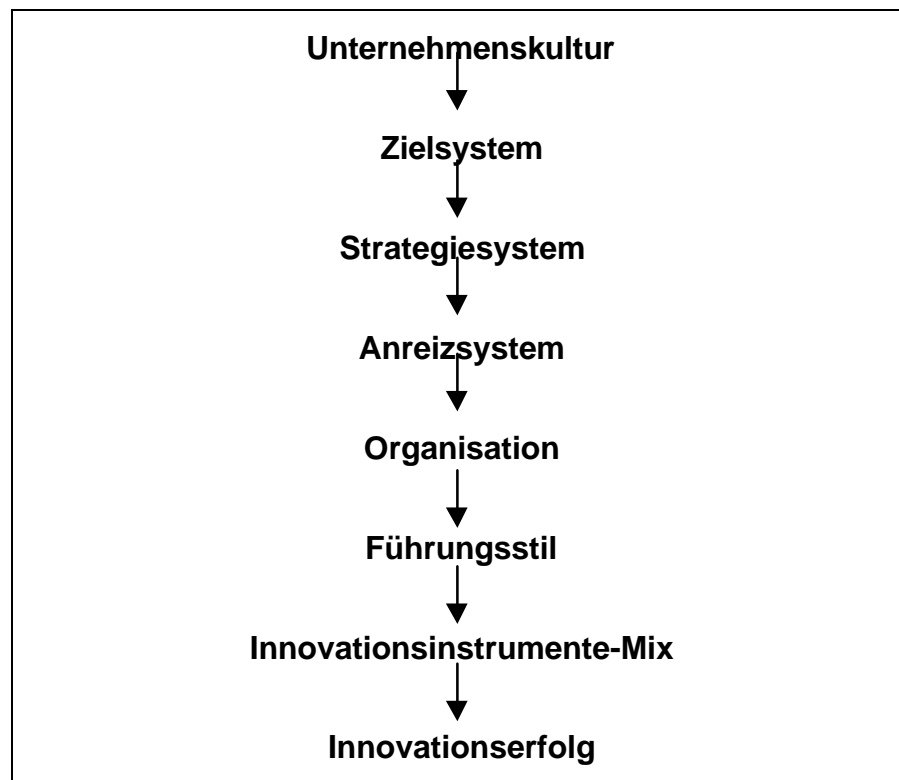 Unternehmenskultur
Zielsystem
Strategiesystem
Anreizsystem
Organisation
Führungsstil
Innovationsinstrumente-Mix
Innovationserfolg